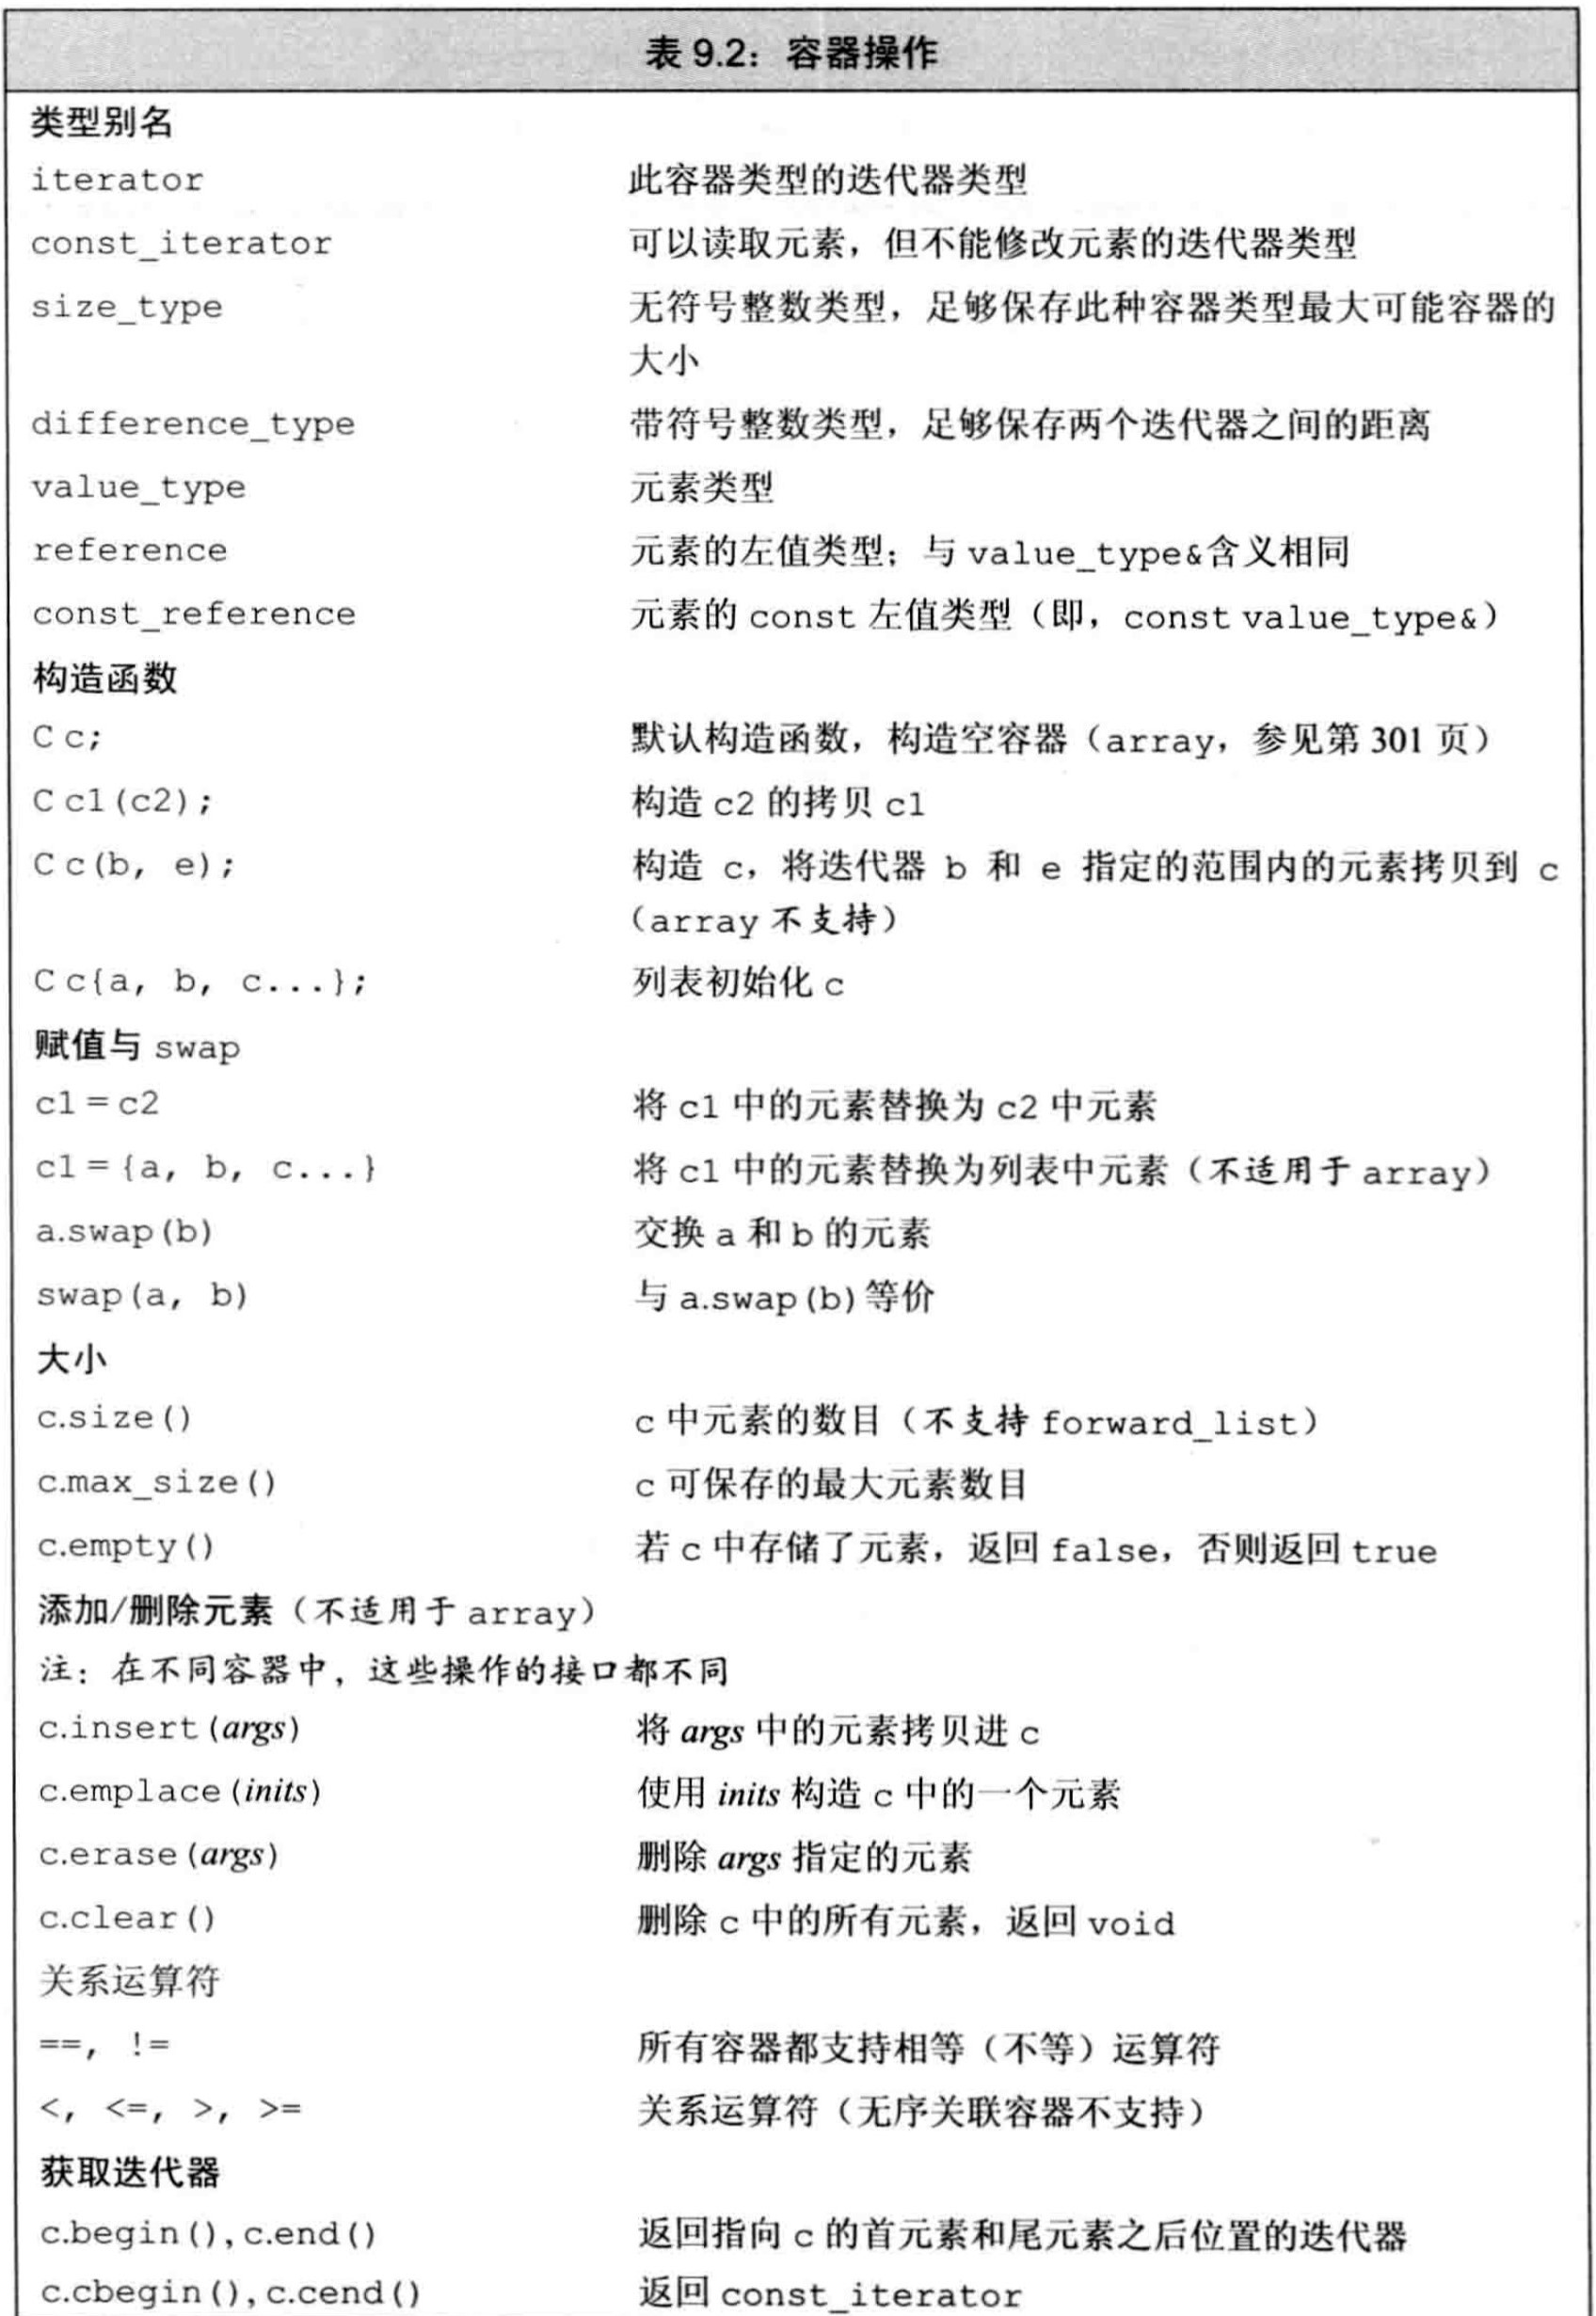 表 9.2：容器操作
类型别名
iterator 此容器类型的迭代器类型
const_iterator 可以读取元素，但不能修改元素的迭代器类型
size_type 无符号整数类型，足够保存此种容器类型最大可能容器的
大小
difference_type 带符号整数类型，足够保存两个迭代器之间的距离
value_type 元素类型
reference 元素的左值类型；与 value_type&含义相同
const_reference 元素的 const 左值类型（即，const value_type&）
构造函数
C c; 默认构造函数，构造空容器（array，参见第 301 页）
C c1(c2); 构造 c2 的拷贝 c1
C c(b, e); 构造 c，将迭代器 b 和 e 指定的范围内的元素拷贝到 c
（array 不支持）
C c{a, b, c...}; 列表初始化 c
赋值与 swap
c1 = c2 将 c1 中的元素替换为 c2 中元素
c1 = {a, b, c...} 将 c1 中的元素替换为列表中元素（不适用于 array）
a.swap(b) 交换 a 和 b 的元素
swap(a, b) 与 a.swap(b)等价
大小
c.size() c 中元素的数目（不支持 forward_list）
c.max_size() c 可保存的最大元素数目
c.empty() 若 c 中存储了元素，返回 false，否则返回 true
添加/删除元素（不适用于 array）
注：在不同容器中，这些操作的接口都不同
c.insert(args) 将 args 中的元素拷贝进 c
c.emplace(inits) 使用 inits 构造 c 中的一个元素
c.erase(args) 删除 args 指定的元素
c.clear() 删除 c 中的所有元素，返回 void
关系运算符
==, != 所有容器都支持相等（不等）运算符
<, <=, >, >= 关系运算符（无序关联容器不支持）
获取迭代器
c.begin(),c.end() 返回指向 c 的首元素和尾元素之后位置的迭代器
c.cbegin(),c.cend() 返回 const_iterator